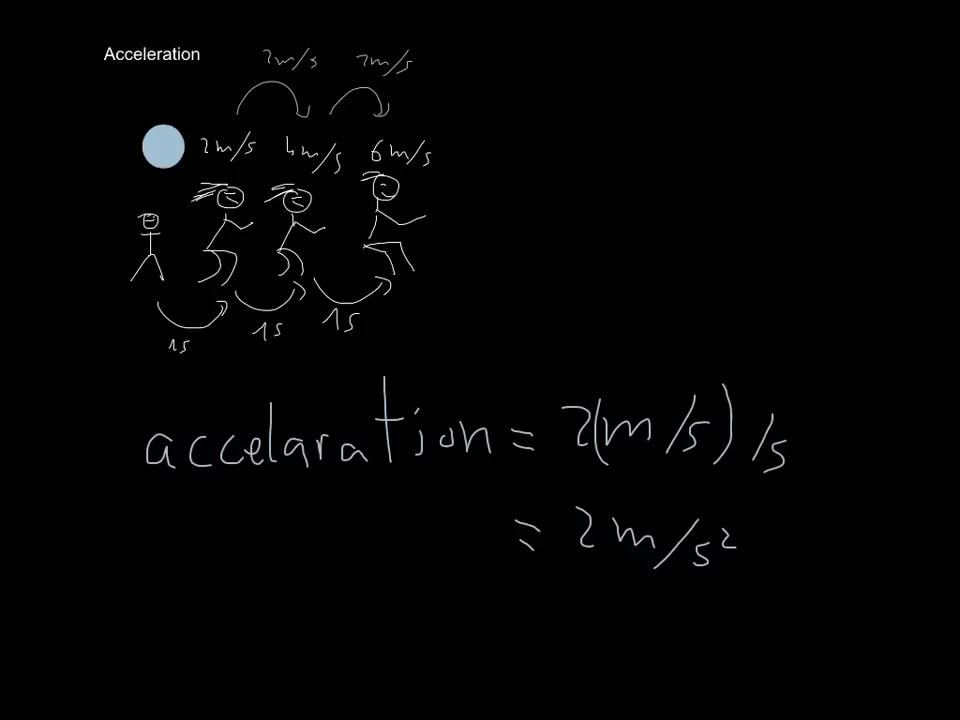 Acceleration
2m/s 2m/s
2m/s 4m/s 6m/s
1s 1s 1s
accelaration = 2(m/s)/s
= 2m/s²